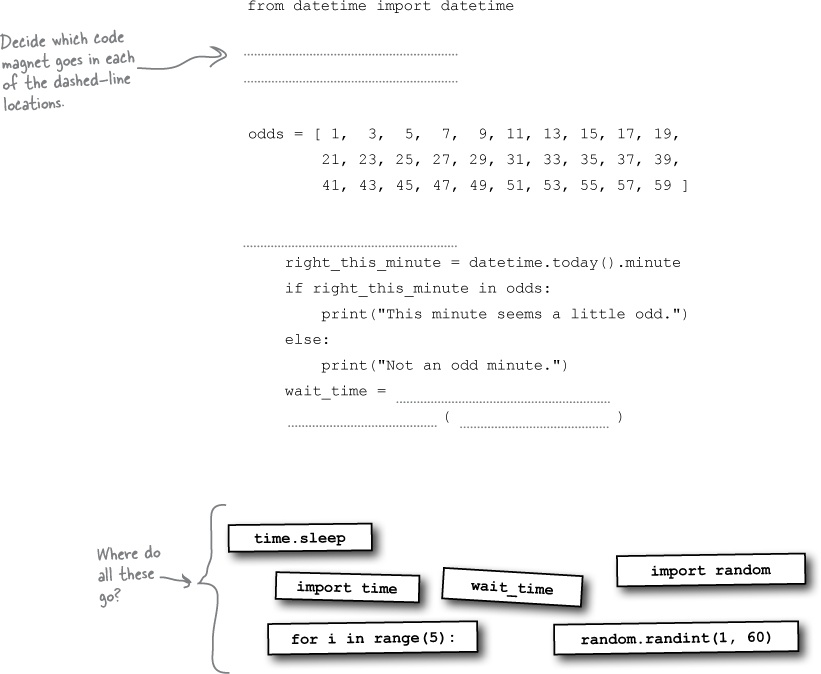 from datetime import datetime
Decide which code
magnet goes in each
of the dashed-line
locations.
odds = [ 1, 3, 5, 7, 9, 11, 13, 15, 17, 19,
21, 23, 25, 27, 29, 31, 33, 35, 37, 39,
41, 43, 45, 47, 49, 51, 53, 55, 57, 59 ]
right_this_minute = datetime.today().minute
if right_this_minute in odds:
print("This minute seems a little odd.")
else:
print("Not an odd minute.")
wait_time =
( )
Where do
all these
go?
time.sleep
import time
wait_time
import random
for i in range(5):
random.randint(1, 60)